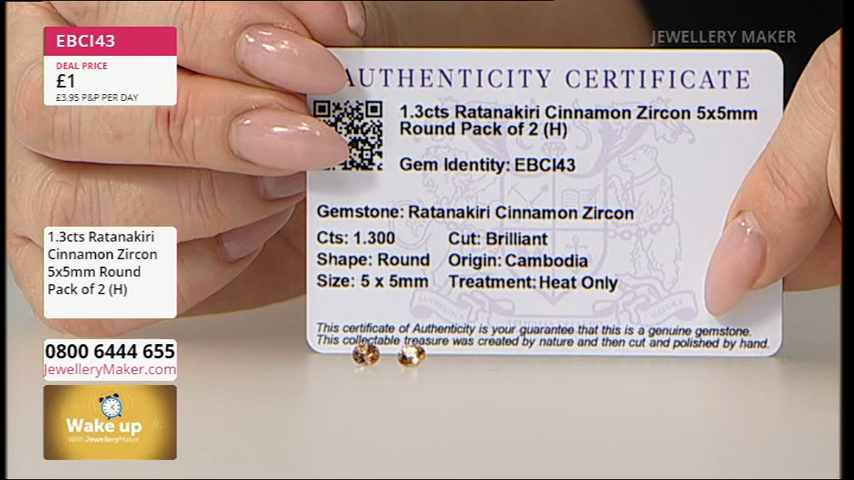 EBCI43
DEAL PRICE
£1
£3.95 P&P PER DAY
1.3cts Ratanakiri
Cinnamon Zircon
5x5mm Round
Pack of 2 (H)
0800 6444 655
JewelleryMaker.com
Wake up
With JewelleryMaker
JEWELLERY MAKER
AUTHENTICITY CERTIFICATE
1.3cts Ratanakiri Cinnamon Zircon 5x5mm
Round Pack of 2 (H)
Gem Identity: EBCI43
Gemstone: Ratanakiri Cinnamon Zircon
Cts: 1.300 Cut: Brilliant
Shape: Round Origin: Cambodia
Size: 5 x 5mm Treatment: Heat Only
This certificate of Authenticity is your guarantee that this is a genuine gemstone.
This collectable treasure was created by nature and then cut and polished by hand.